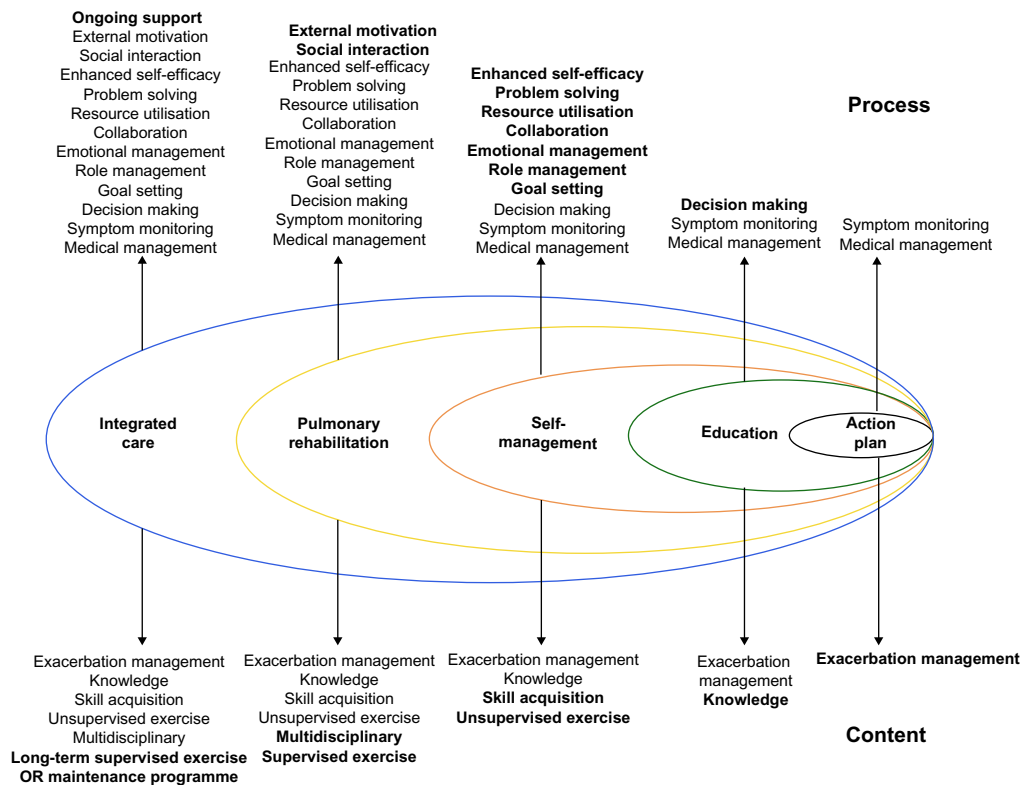 Ongoing support
External motivation
Social interaction
Enhanced self-efficacy
Problem solving
Resource utilisation
Collaboration
Emotional management
Role management
Goal setting
Decision making
Symptom monitoring
Medical management
External motivation
Social interaction
Enhanced self-efficacy
Problem solving
Resource utilisation
Collaboration
Emotional management
Role management
Goal setting
Decision making
Symptom monitoring
Medical management
Enhanced self-efficacy
Problem solving
Resource utilisation
Collaboration
Emotional management
Role management
Goal setting
Decision making
Symptom monitoring
Medical management
Decision making
Symptom monitoring
Medical management
Process
Symptom monitoring
Medical management
Integrated
care
Pulmonary
rehabilitation
Self-
management
Education
Action
plan
Exacerbation management
Knowledge
Skill acquisition
Unsupervised exercise
Multidisciplinary
Long-term supervised exercise
OR maintenance programme
Exacerbation management
Knowledge
Skill acquisition
Unsupervised exercise
Multidisciplinary
Supervised exercise
Exacerbation management
Knowledge
Skill acquisition
Unsupervised exercise
Exacerbation
management
Knowledge
Exacerbation management
Content